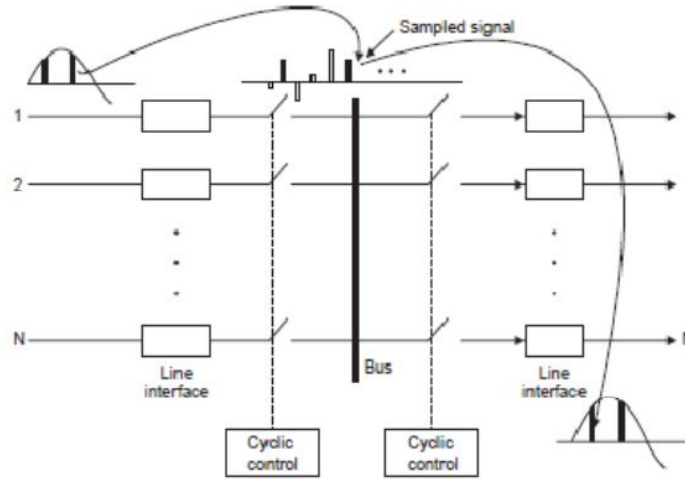 Sampled signal
1
2
N
N
Line
interface
Bus
Line
interface
Cyclic
control
Cyclic
control